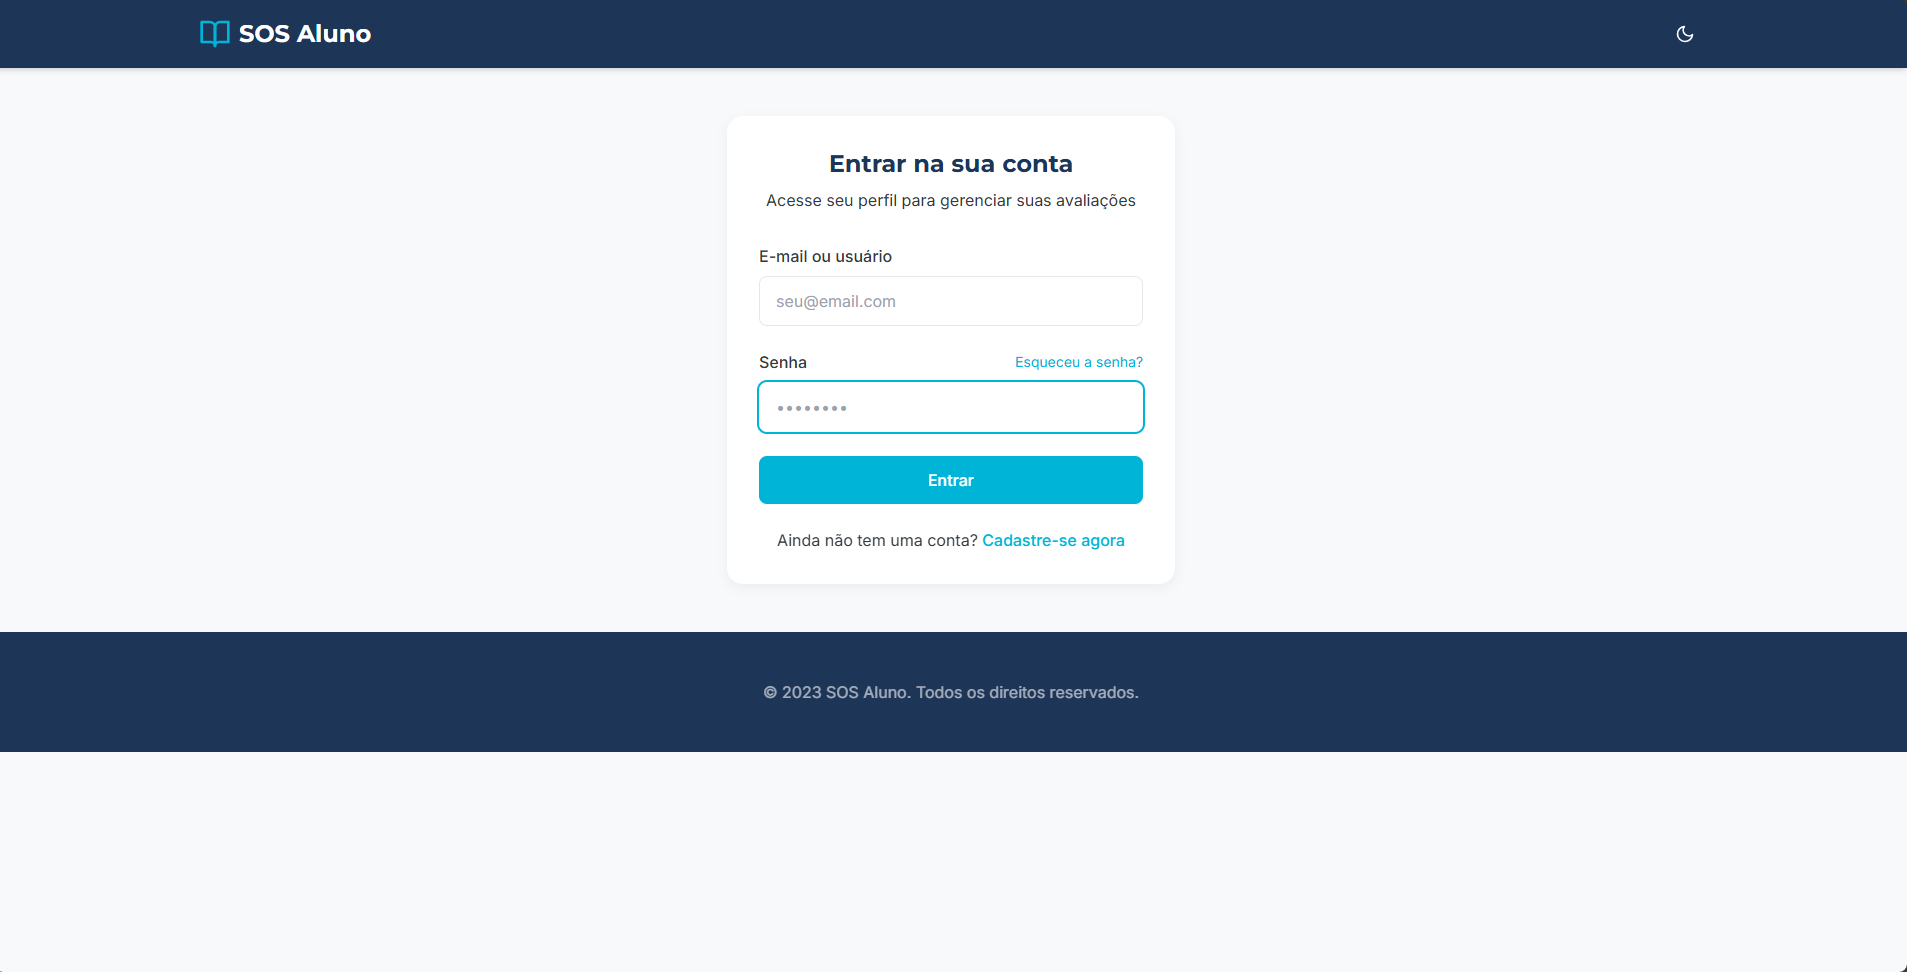 SOS Aluno
Entrar na sua conta
Acesse seu perfil para gerenciar suas avaliações
E-mail ou usuário
seu@email.com
Senha
Esqueceu a senha?
••••••••
Entrar
Ainda não tem uma conta? Cadastre-se agora
© 2023 SOS Aluno. Todos os direitos reservados.